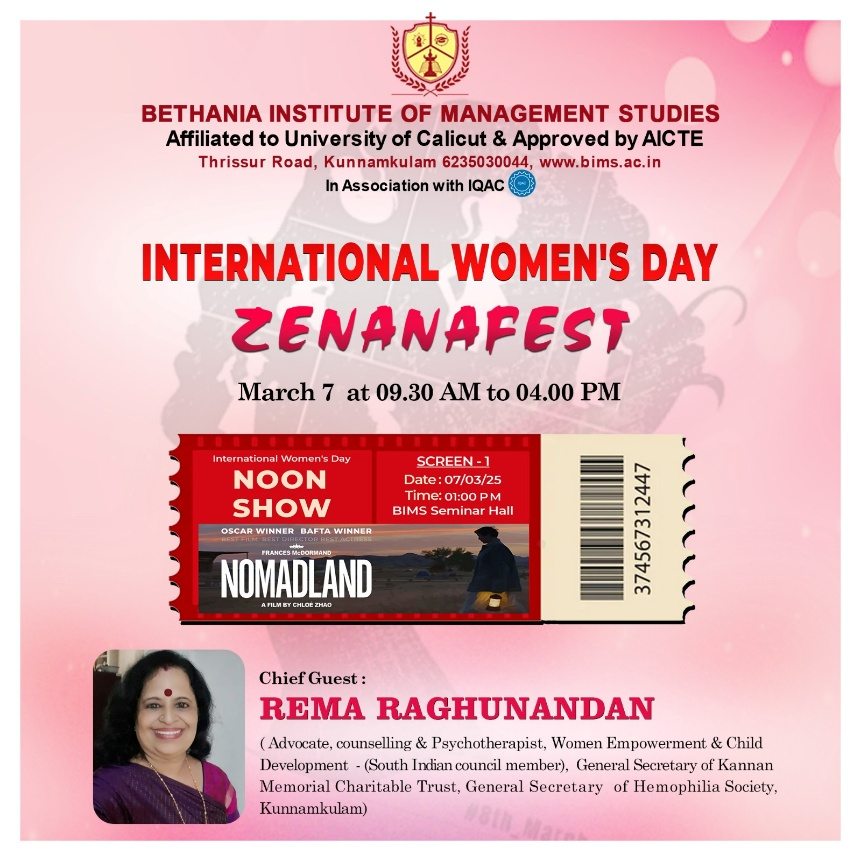 BETHANIA INSTITUTE OF MANAGEMENT STUDIES
Affiliated to University of Calicut & Approved by AICTE
Thrissur Road, Kunnamkulam 6235030044, www.bims.ac.in
In Association with IQAC
IQAC
INTERNATIONAL WOMEN'S DAY
ZENANAFEST
March 7 at 09.30 AM to 04.00 PM
International Women's Day
NOON
SHOW
SCREEN - 1
Date : 07/03/25
Time: 01:00 PM
BIMS Seminar Hall
OSCAR WINNER BAFTA WINNER
BEST FILM BEST DIRECTOR BEST ACTRESS
FRANCES McDORMAND
NOMADLAND
A FILM BY CHLOÉ ZHAO
374567312447
Chief Guest :
REMA RAGHUNANDAN
( Advocate, counselling & Psychotherapist, Women Empowerment & Child
Development - (South Indian council member), General Secretary of Kannan
Memorial Charitable Trust, General Secretary of Hemophilia Society,
Kunnamkulam)
#8th_March